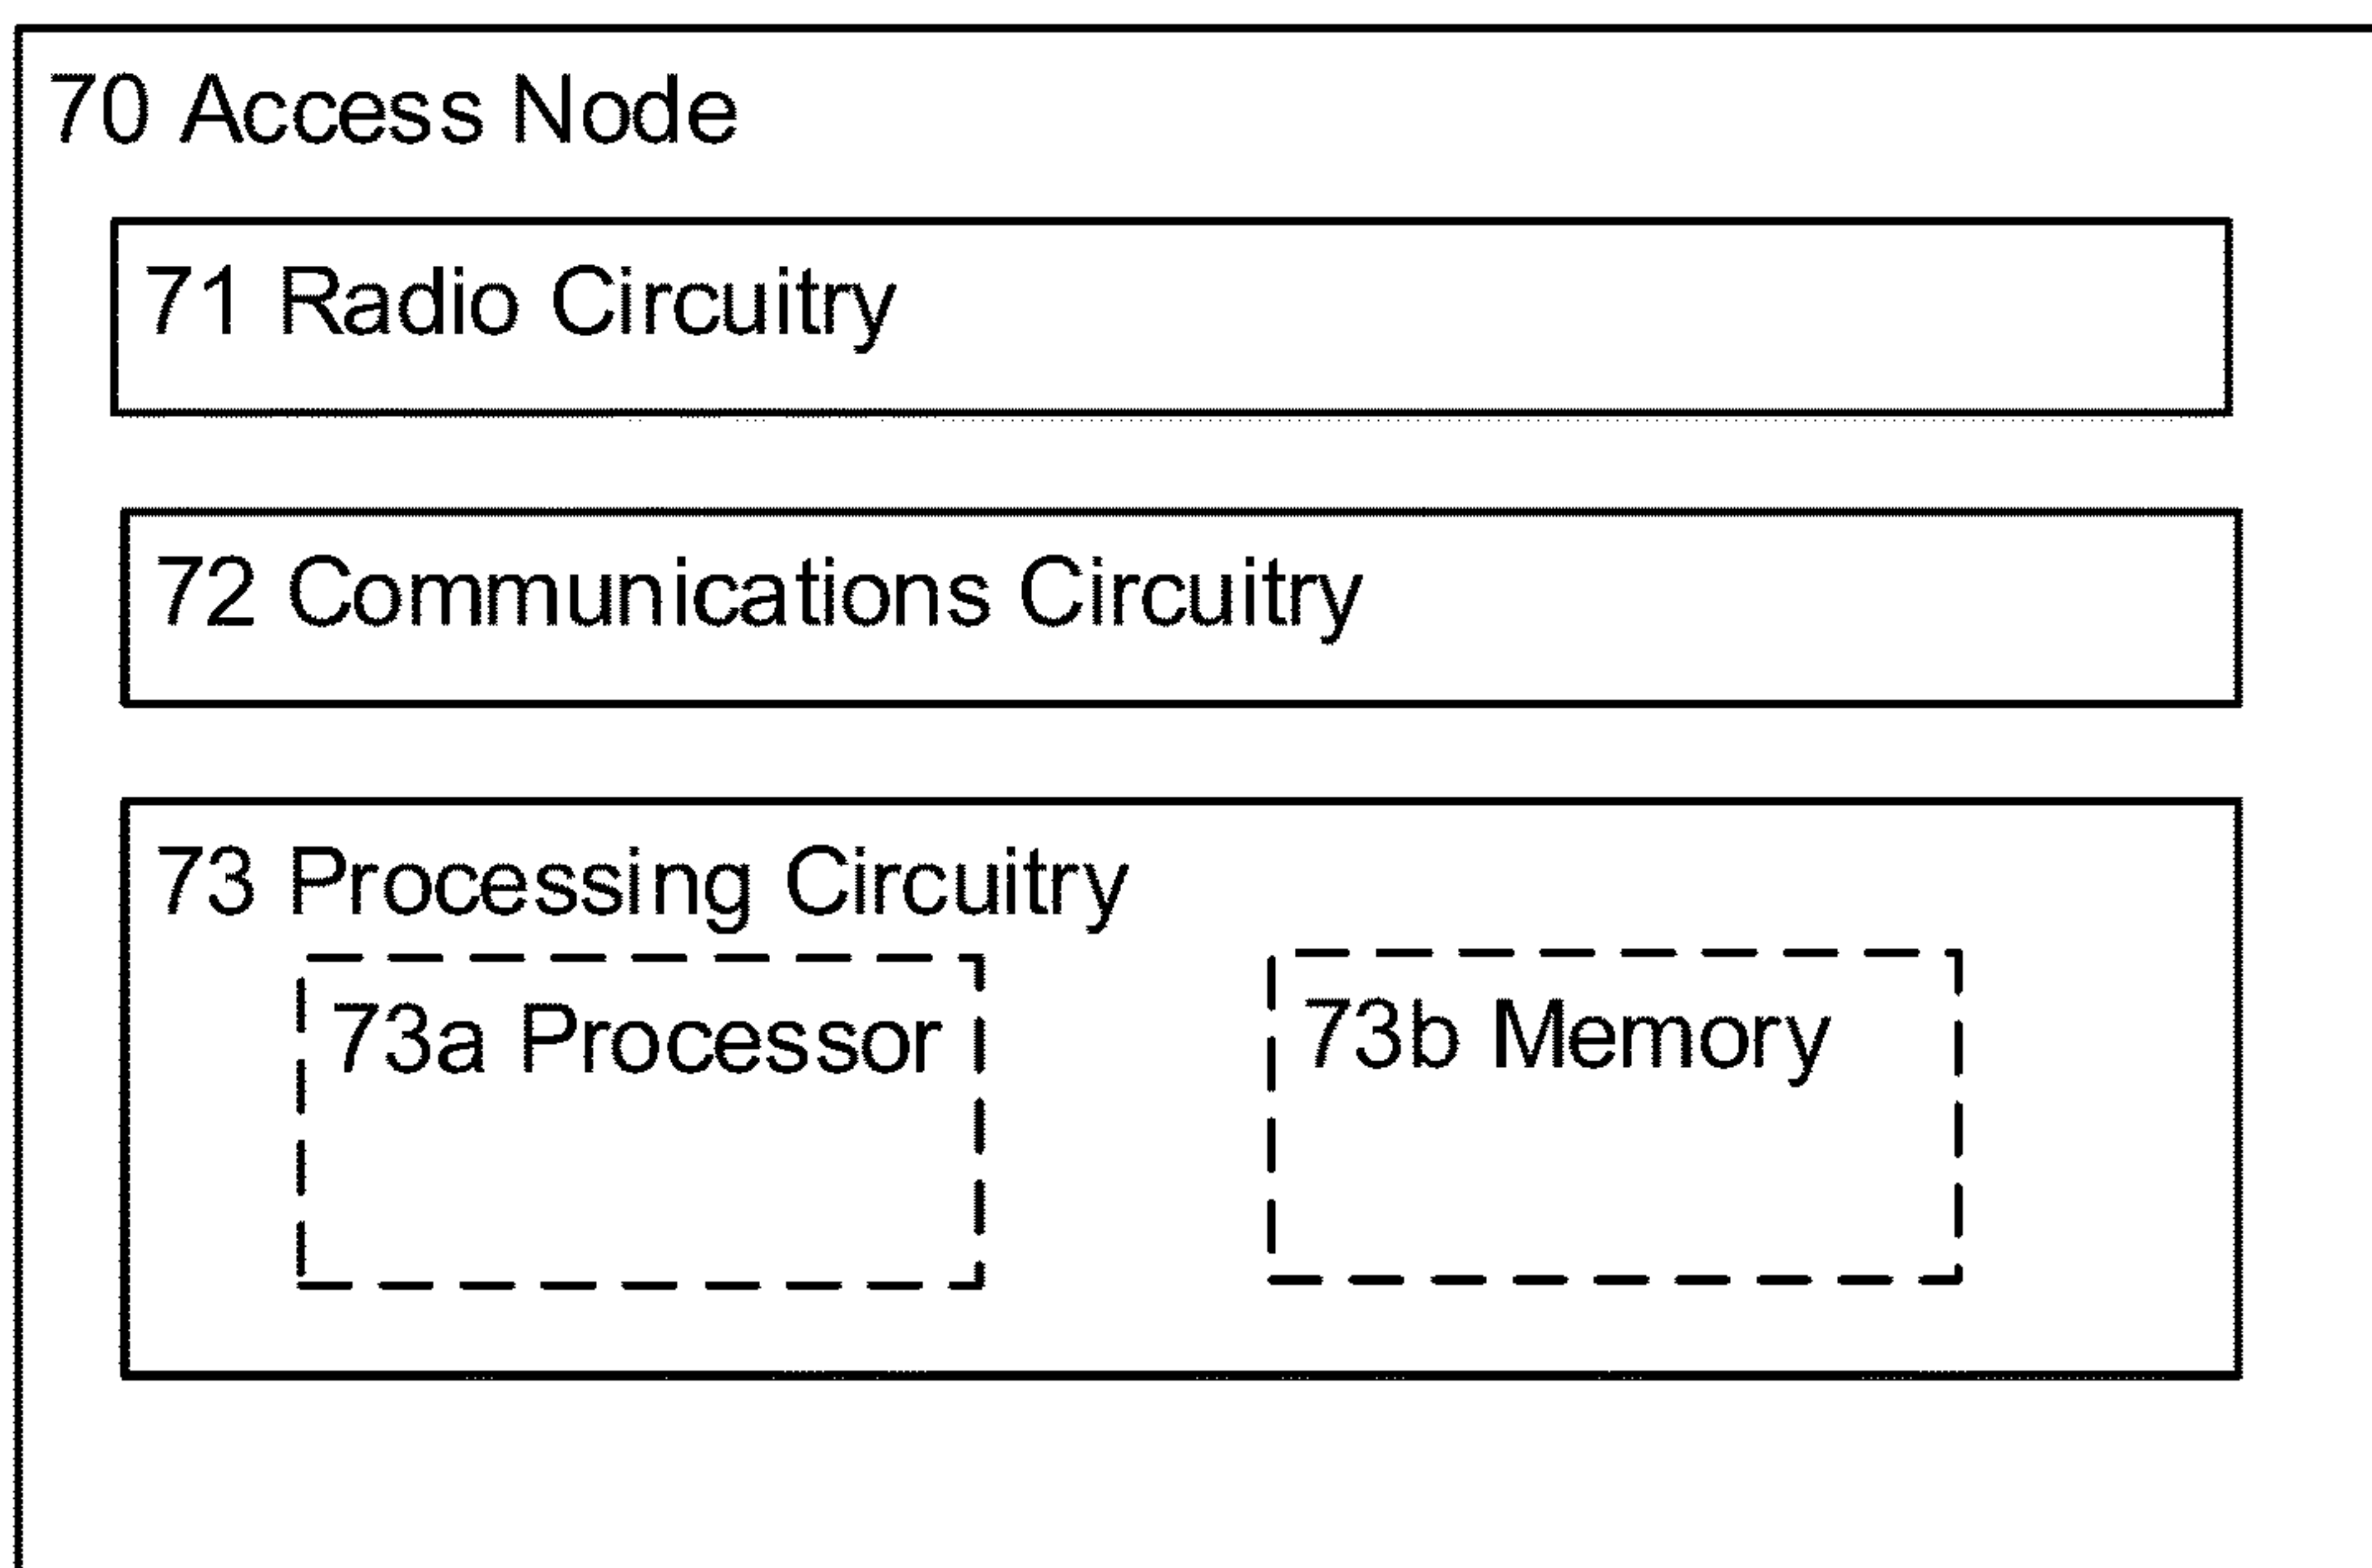 70 Access Node
71 Radio Circuitry
72 Communications Circuitry
73 Processing Circuitry
73a Processor
73b Memory